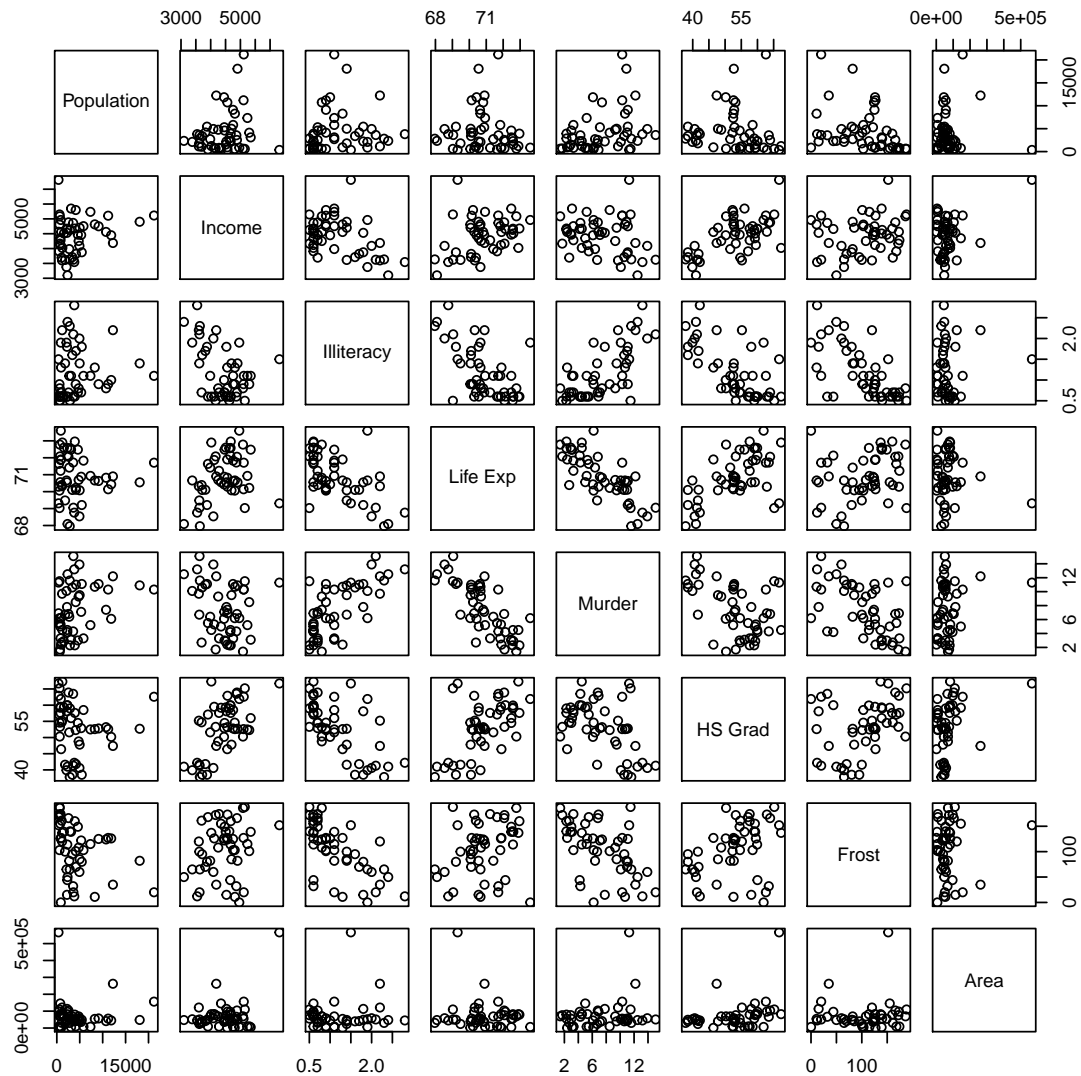 3000 5000 68 71 40 55 0e+00 5e+05
Population 0 15000
3000 5000 Income
Illiteracy 0.5 2.0
68 71 Life Exp
Murder 2 6 12
40 55 HS Grad
Frost 0 100
0e+00 5e+05 Area
0 15000 0.5 2.0 2 6 12 0 100